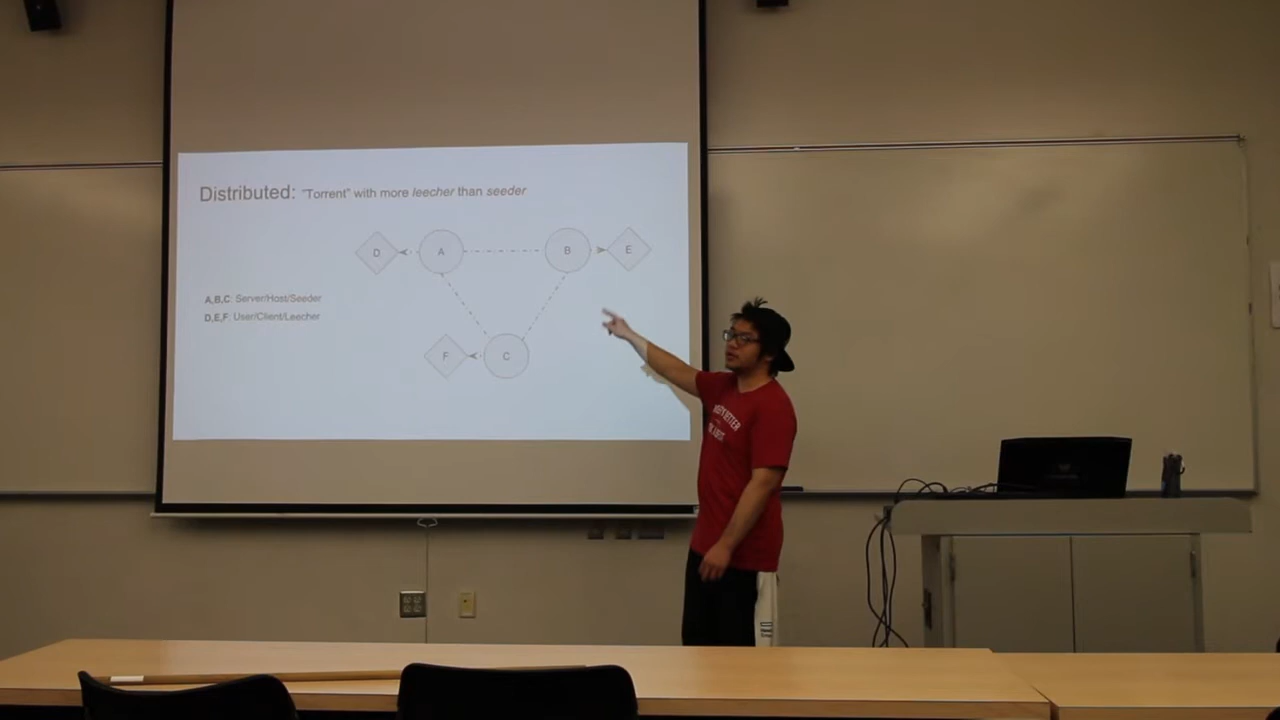 Distributed: "Torrent" with more leecher than seeder
D A B E
A,B,C: Server/Host/Seeder
D,E,F: User/Client/Leecher
F C